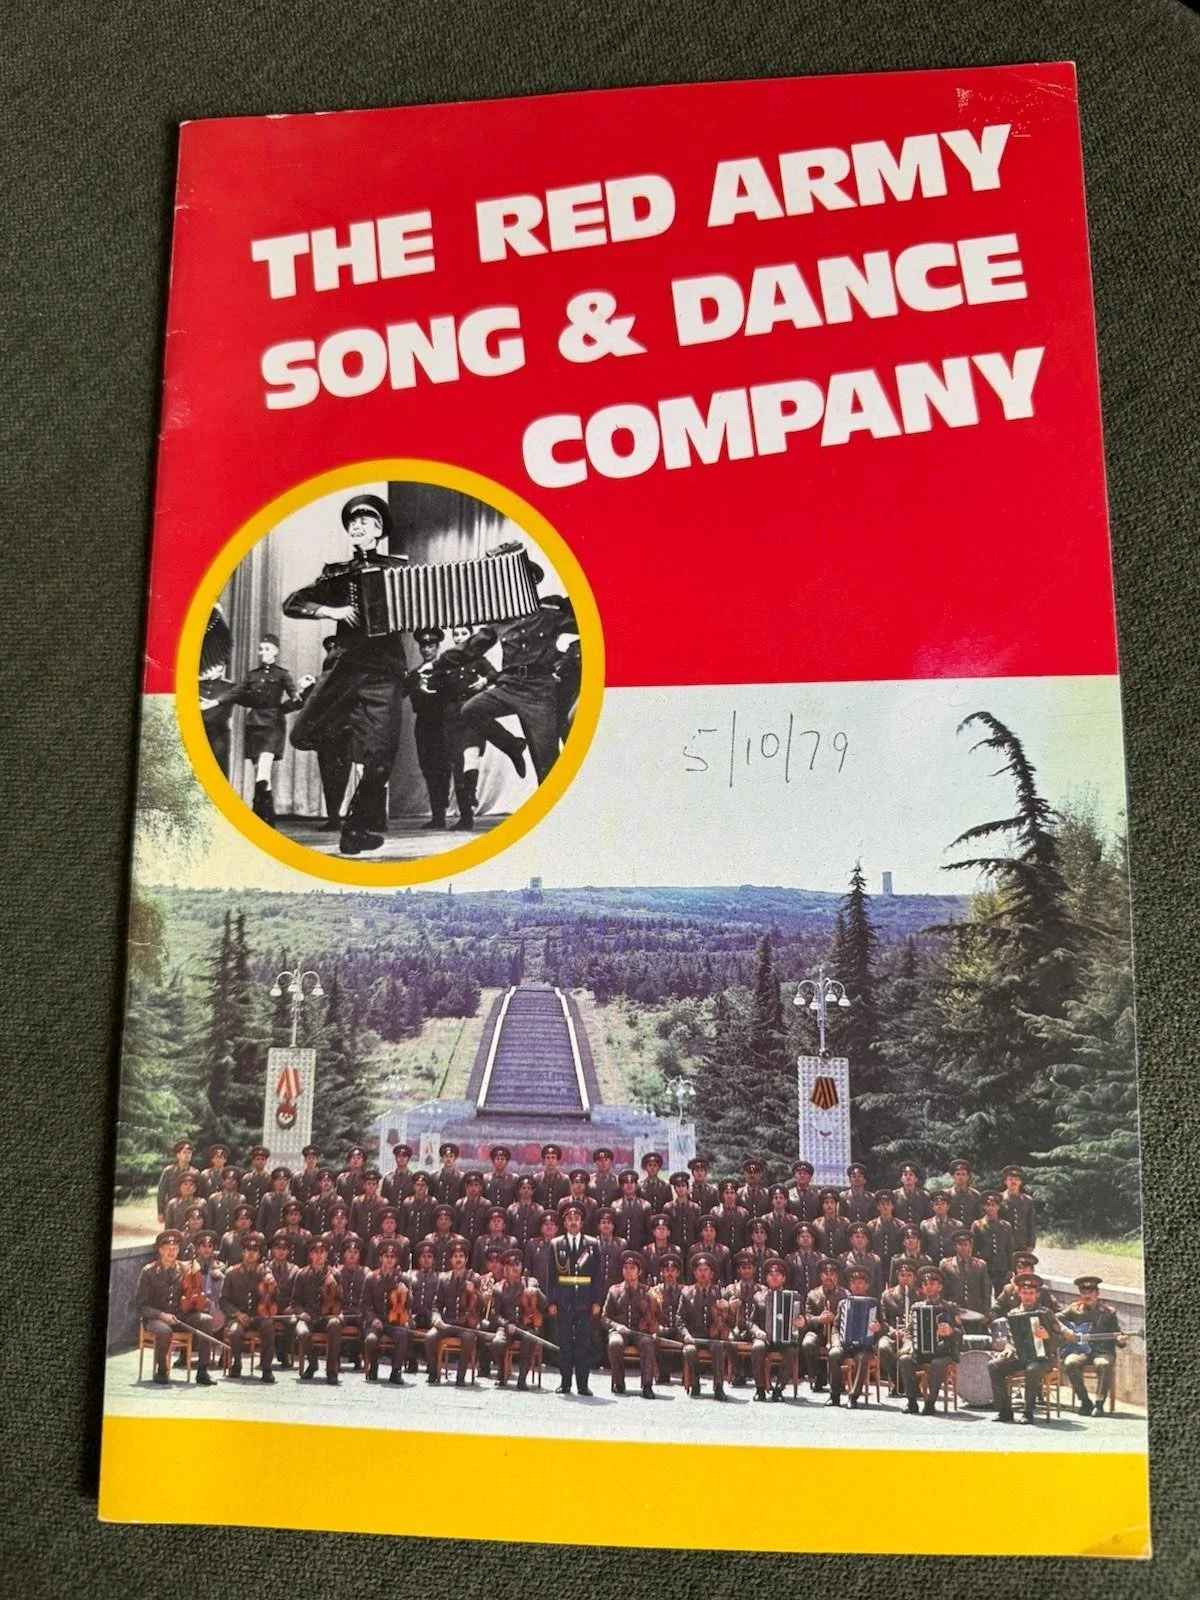 THE RED ARMY
SONG & DANCE
COMPANY
5/10/79